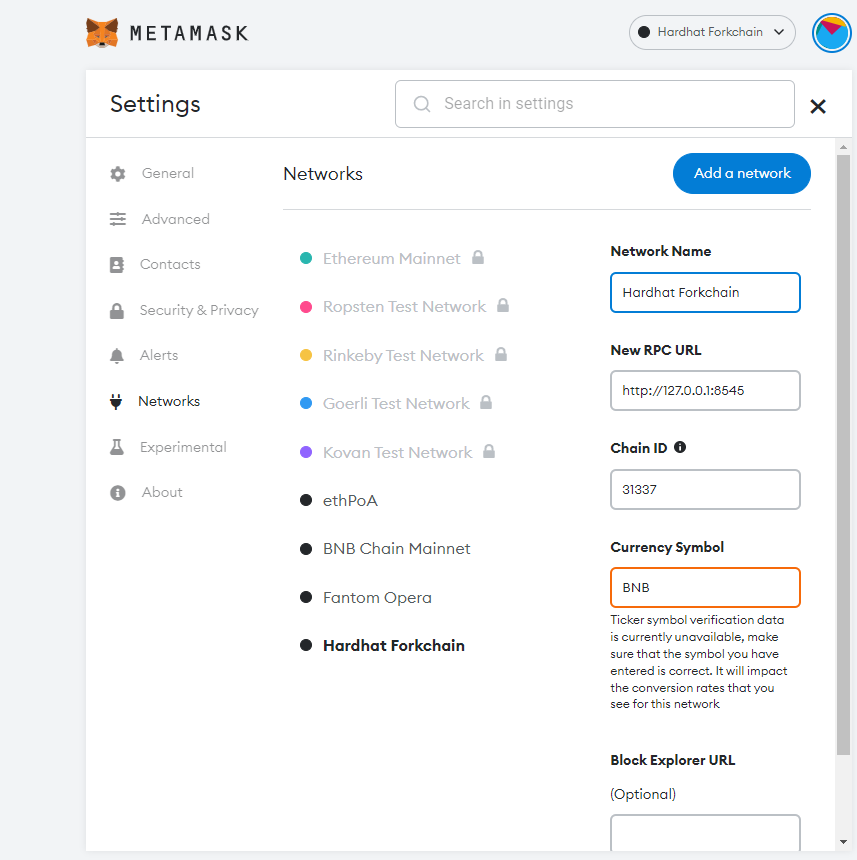 METAMASK
Hardhat Forkchain
Settings
Search in settings
General
Advanced
Contacts
Security & Privacy
Alerts
Networks
Experimental
About
Networks
Add a network
Ethereum Mainnet
Ropsten Test Network
Rinkeby Test Network
Goerli Test Network
Kovan Test Network
ethPoA
BNB Chain Mainnet
Fantom Opera
Hardhat Forkchain
Network Name
Hardhat Forkchain
New RPC URL
http://127.0.0.1:8545
Chain ID
31337
Currency Symbol
BNB
Ticker symbol verification data
is currently unavailable, make
sure that the symbol you have
entered is correct. It will impact
the conversion rates that you
see for this network
Block Explorer URL
(Optional)